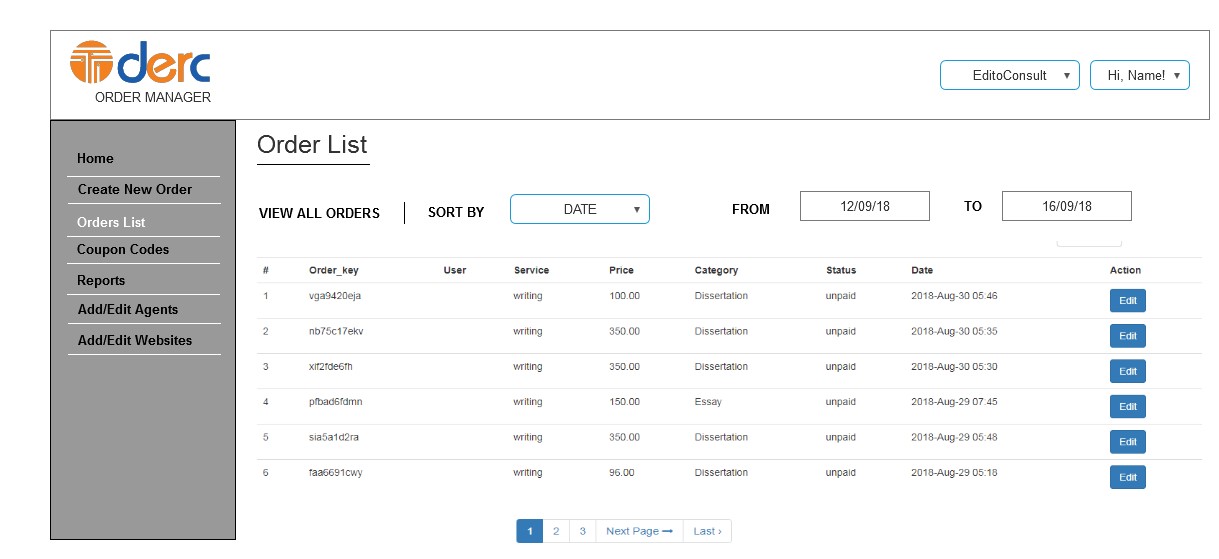 derc
ORDER MANAGER
EditoConsult ▼
Hi, Name! ▼
Home
Create New Order
Orders List
Coupon Codes
Reports
Add/Edit Agents
Add/Edit Websites
Order List
VIEW ALL ORDERS SORT BY DATE ▼ FROM 12/09/18 TO 16/09/18
# Order_key User Service Price Category Status Date Action
1 vga9420eja writing 100.00 Dissertation unpaid 2018-Aug-30 05:46 Edit
2 nb75c17ekv writing 350.00 Dissertation unpaid 2018-Aug-30 05:35 Edit
3 xif2fde6fh writing 350.00 Dissertation unpaid 2018-Aug-30 05:30 Edit
4 pfbad6fdmn writing 150.00 Essay unpaid 2018-Aug-29 07:45 Edit
5 sia5a1d2ra writing 350.00 Dissertation unpaid 2018-Aug-29 05:48 Edit
6 faa6691cwy writing 96.00 Dissertation unpaid 2018-Aug-29 05:18 Edit
1 2 3 Next Page → Last ›